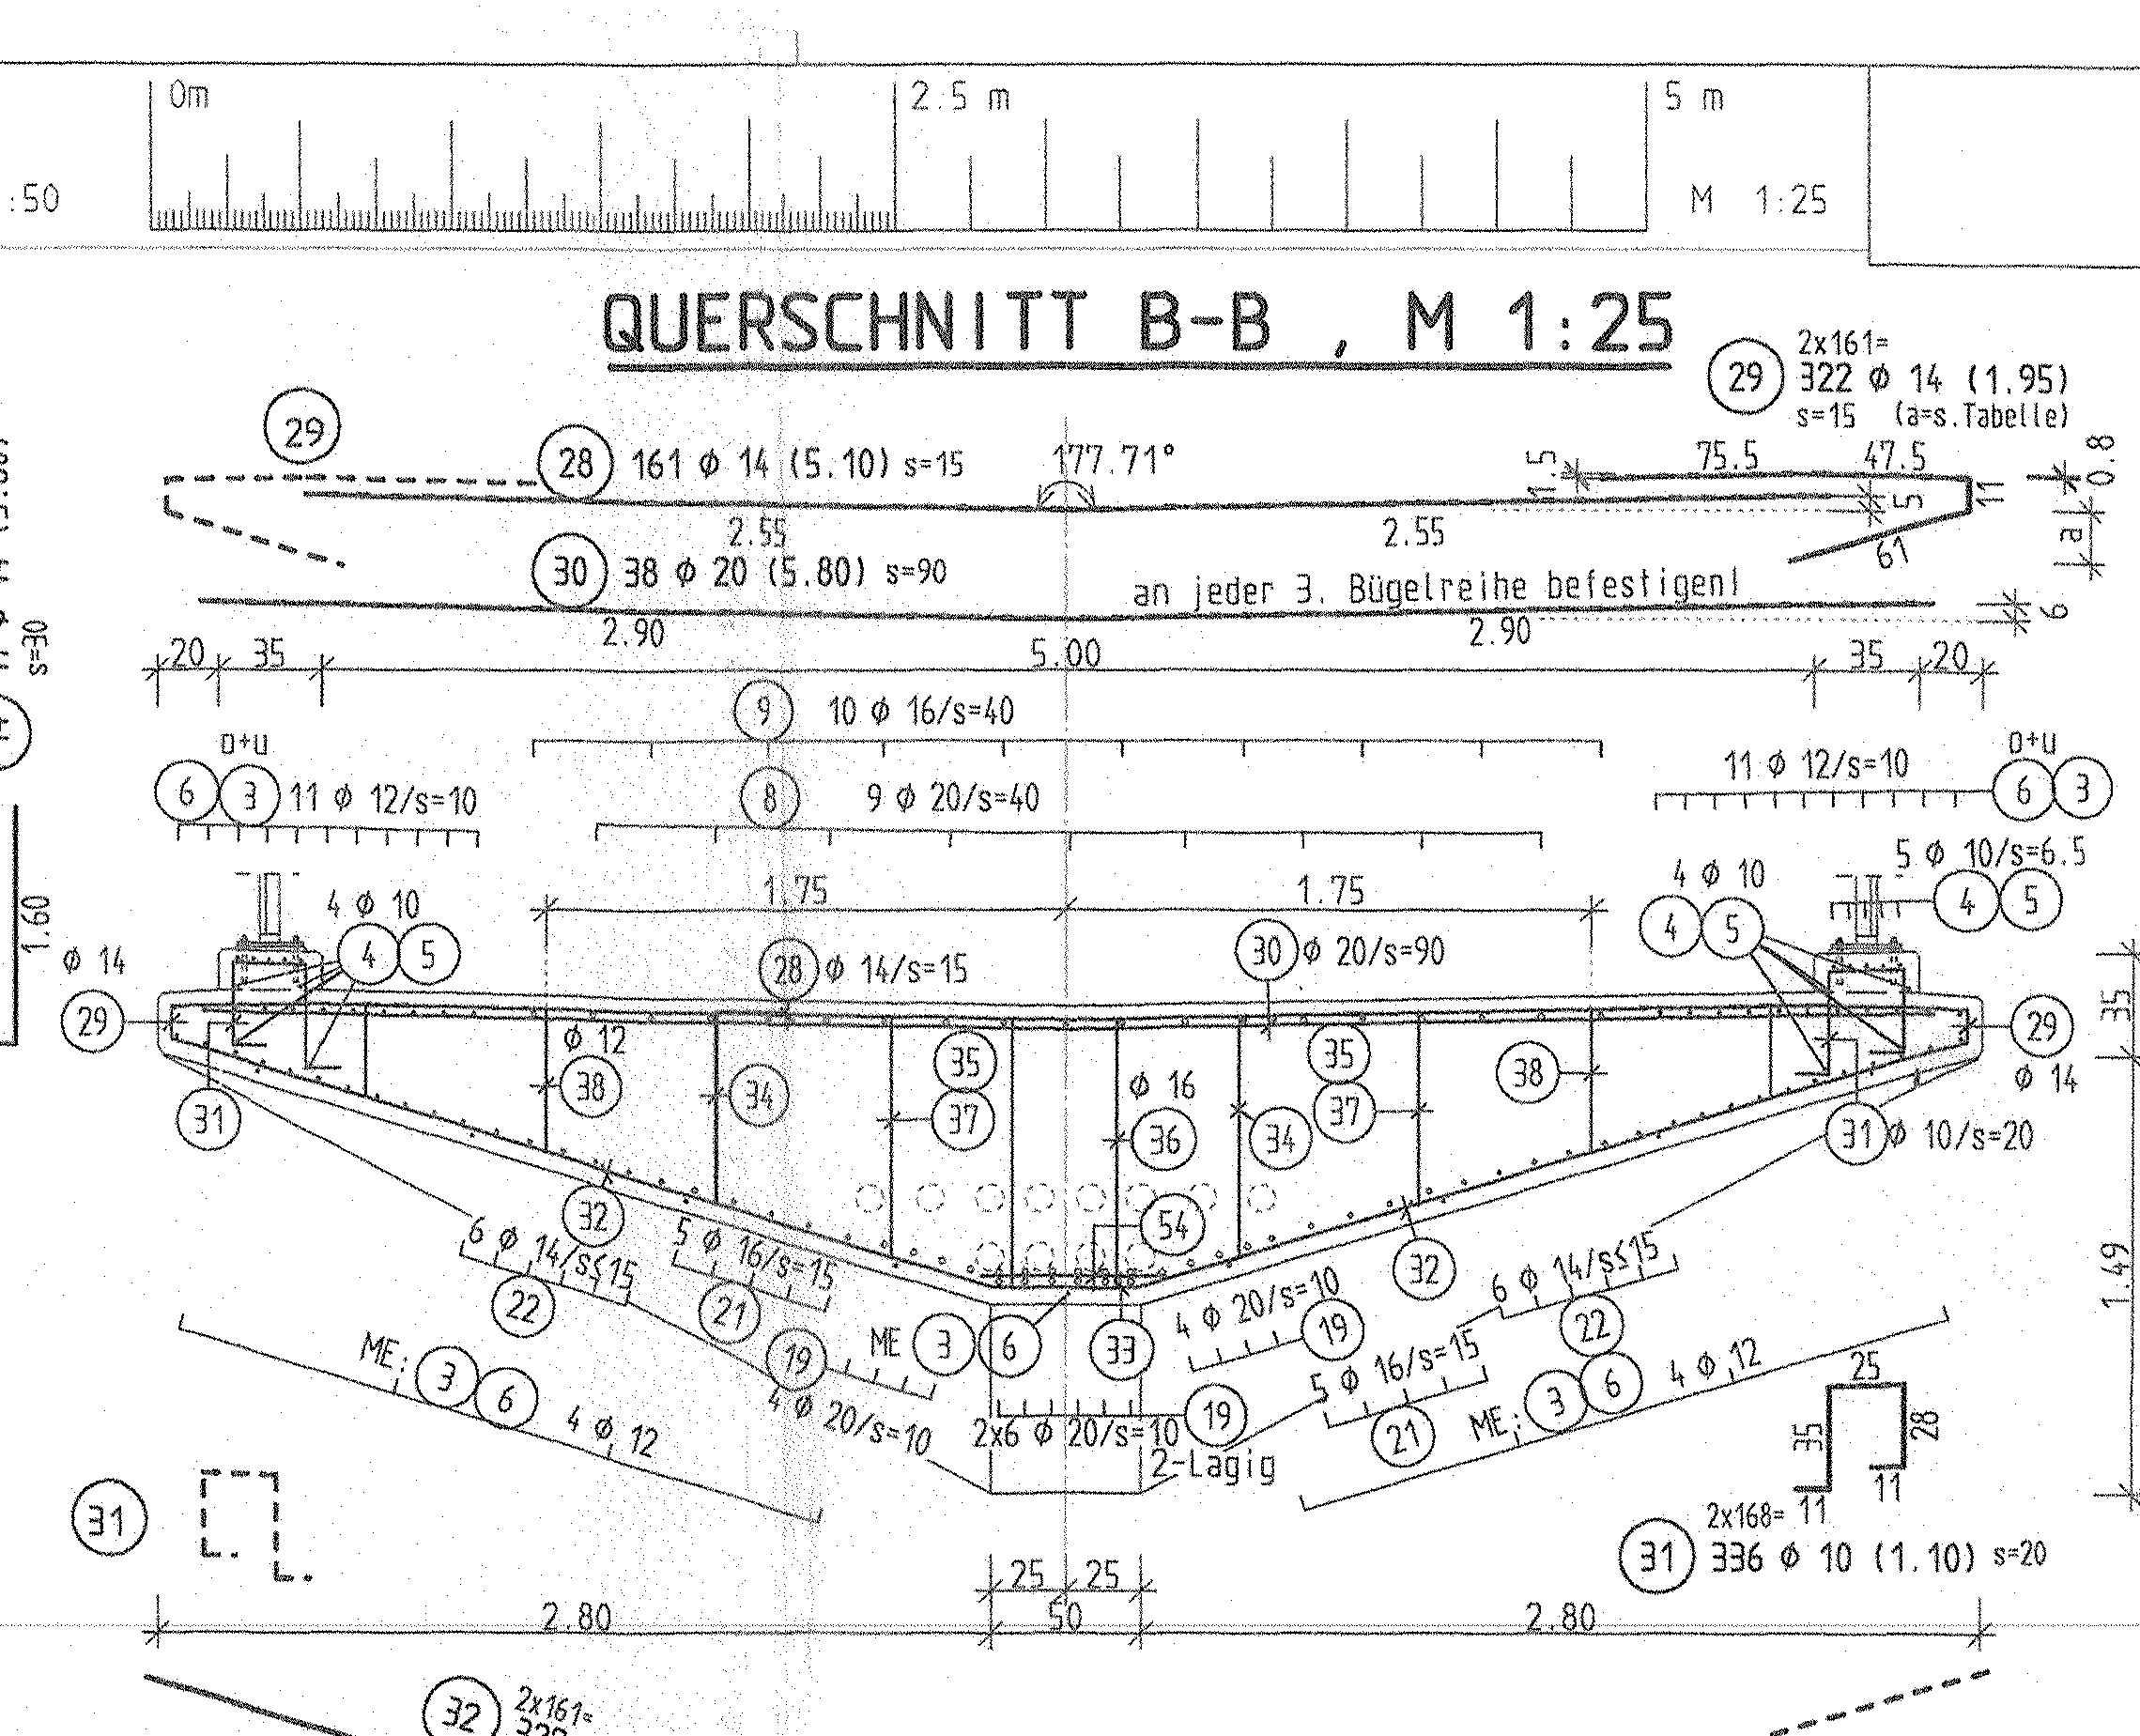 0m
2.5 m
5 m
:50
M 1:25
QUERSCHNITT B-B , M 1:25
29
2x161=
322 ϕ 14 (1.95)
s=15 (a=s.Tabelle)
29
28 161 ϕ 14 (5.10) s=15
177.71°
1.5
75.5
47.5
0.8
11
5
2.55
2.55
61
a
30 38 ϕ 20 (5.80) s=90
an jeder 3. Bügelreihe befestigen!
2.90
2.90
6
s=30
20
35
5.00
35
20
9 10 ϕ 16/s=40
o+u
o+u
6 3 11 ϕ 12/s=10
8 9 ϕ 20/s=40
11 ϕ 12/s=10 6 3
5 ϕ 10/s=6.5
4 5
1.60
4 ϕ 10
4 5
1.75
1.75
4 ϕ 10
4 5
ϕ 14
29
28 ϕ 14/s=15
30 ϕ 20/s=90
35
29
ϕ 14
31
ϕ 12
38
34
35
37
ϕ 16
36
34
35
37
38
31 ϕ 10/s=20
32
54
32
6 ϕ 14/s≤15
22
5 ϕ 16/s=15
21
19
4 ϕ 20/s=10
ME 3 6
33
4 ϕ 20/s=10
19
6 ϕ 14/s≤15
22
5 ϕ 16/s=15
21
1.49
ME: 3 6 4 ϕ 12
2x6 ϕ 20/s=10
19
2-Lagig
ME: 3 6 4 ϕ 12
25
35
28
11
11
31
2x168=
31 336 ϕ 10 (1.10) s=20
25
25
2.80
50
2.80
32 2x161=